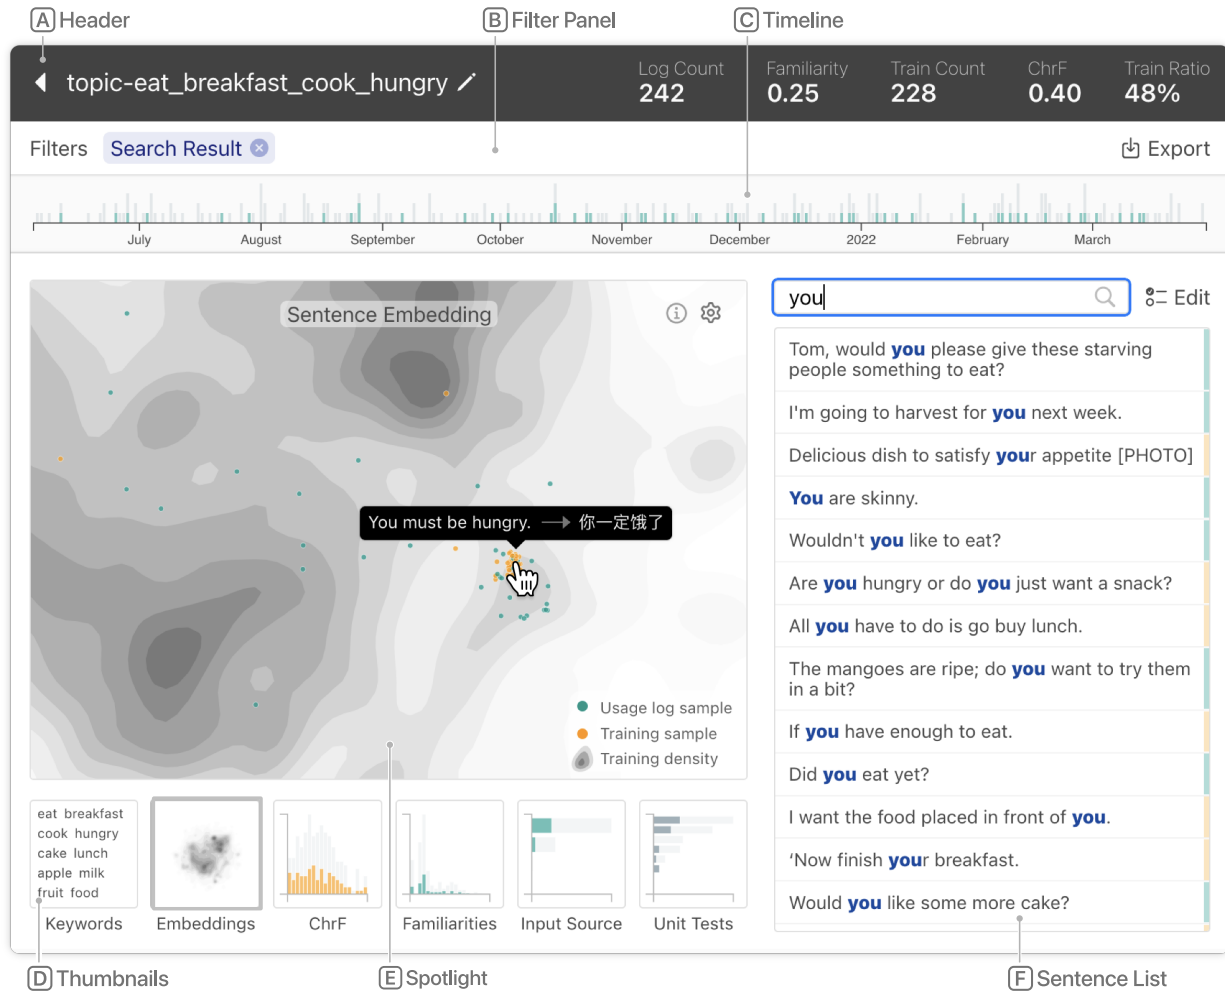 A Header
B Filter Panel
C Timeline
topic-eat_breakfast_cook_hungry
Log Count
242
Familiarity
0.25
Train Count
228
ChrF
0.40
Train Ratio
48%
Filters
Search Result
Export
July
August
September
October
November
December
2022
February
March
Sentence Embedding
You must be hungry. → 你一定饿了
Usage log sample
Training sample
Training density
you
Edit
Tom, would you please give these starving
people something to eat?
I'm going to harvest for you next week.
Delicious dish to satisfy your appetite [PHOTO]
You are skinny.
Wouldn't you like to eat?
Are you hungry or do you just want a snack?
All you have to do is go buy lunch.
The mangoes are ripe; do you want to try them
in a bit?
If you have enough to eat.
Did you eat yet?
I want the food placed in front of you.
‘Now finish your breakfast.
Would you like some more cake?
eat breakfast
cook hungry
cake lunch
apple milk
fruit food
Keywords
Embeddings
ChrF
Familiarities
Input Source
Unit Tests
D Thumbnails
E Spotlight
F Sentence List